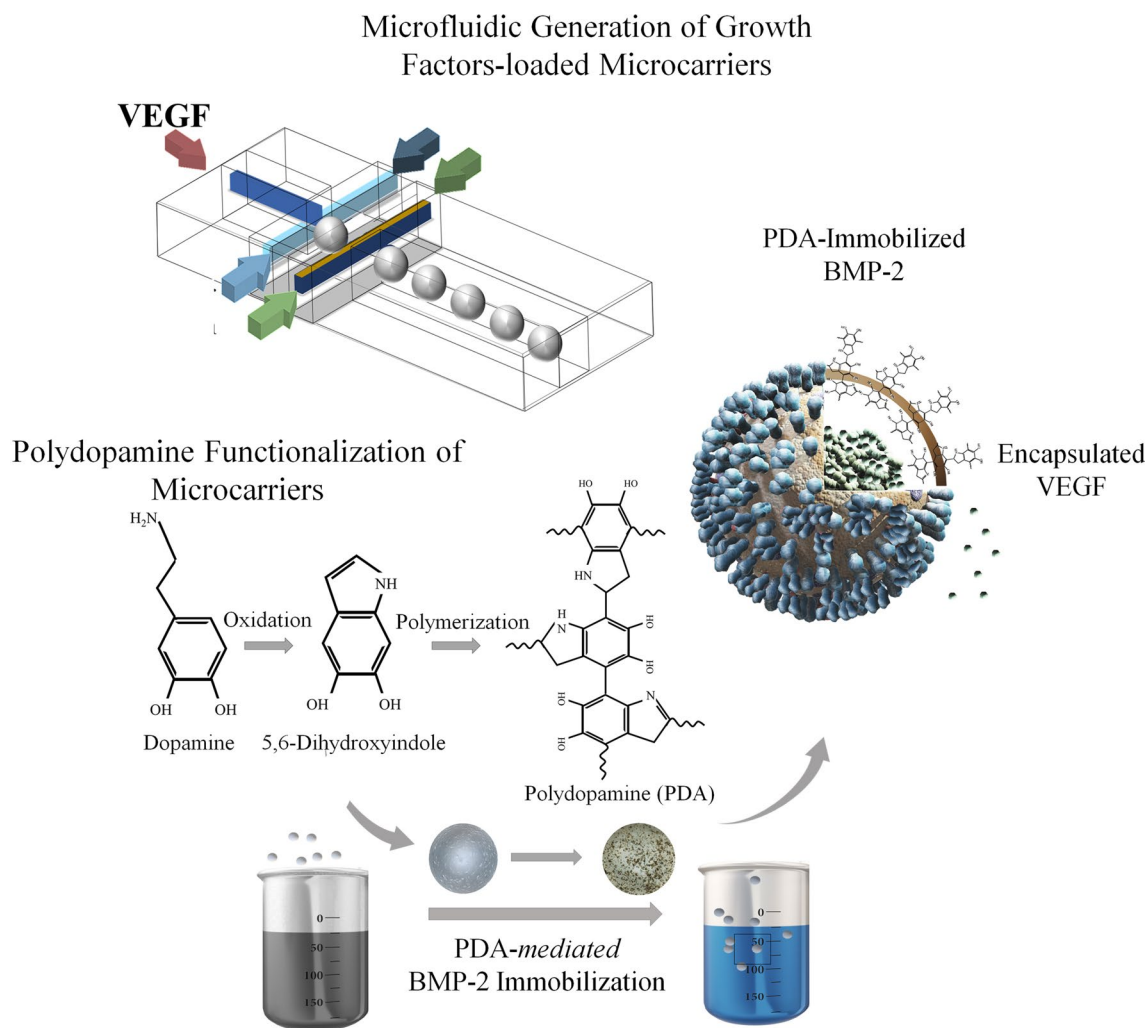 Microfluidic Generation of Growth
Factors-loaded Microcarriers
VEGF
PDA-Immobilized
BMP-2
Encapsulated
VEGF
Polydopamine Functionalization of
Microcarriers
H₂N
OH
OH
Dopamine
Oxidation
NH
OH
OH
5,6-Dihydroxyindole
Polymerization
HO
HO
HN
H
N
HO
HO
HO
HO
N
Polydopamine (PDA)
0
50
100
150
PDA-mediated
BMP-2 Immobilization
0
50
100
150